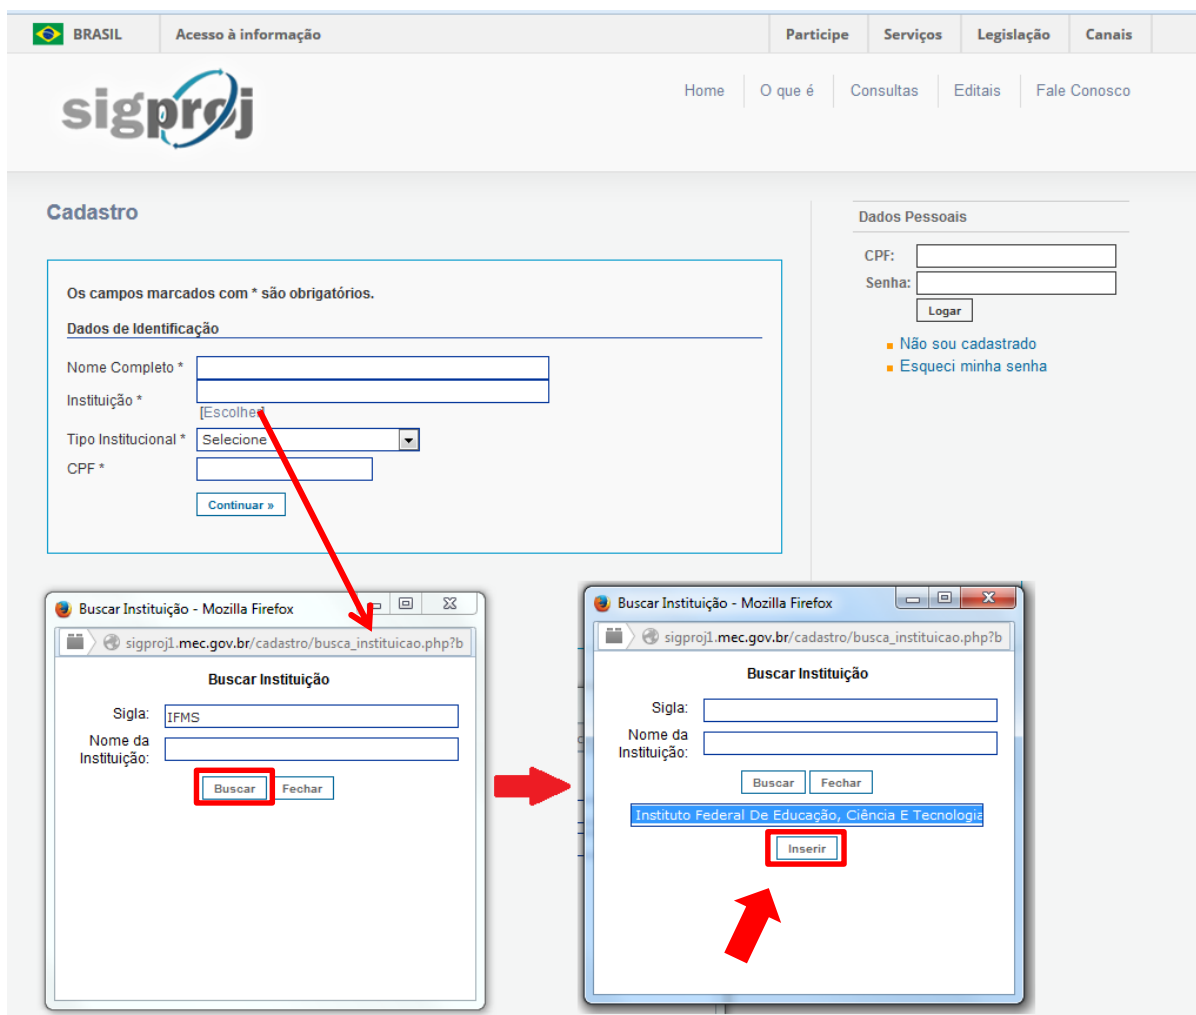 BRASIL
Acesso à informação
Participe
Serviços
Legislação
Canais
sigproj
Home
O que é
Consultas
Editais
Fale Conosco
Cadastro
Os campos marcados com * são obrigatórios.
Dados de Identificação
Nome Completo *
Instituição *
[Escolher]
Tipo Institucional *
Selecione
CPF *
Continuar »
Dados Pessoais
CPF:
Senha:
Logar
Não sou cadastrado
Esqueci minha senha
Buscar Instituição - Mozilla Firefox
sigproj1.mec.gov.br/cadastro/busca_instituicao.php?b
Buscar Instituição
Sigla:
IFMS
Nome da
Instituição:
Buscar
Fechar
Buscar Instituição - Mozilla Firefox
sigproj1.mec.gov.br/cadastro/busca_instituicao.php?b
Buscar Instituição
Sigla:
Nome da
Instituição:
Buscar
Fechar
Instituto Federal De Educação, Ciência E Tecnologia
Inserir